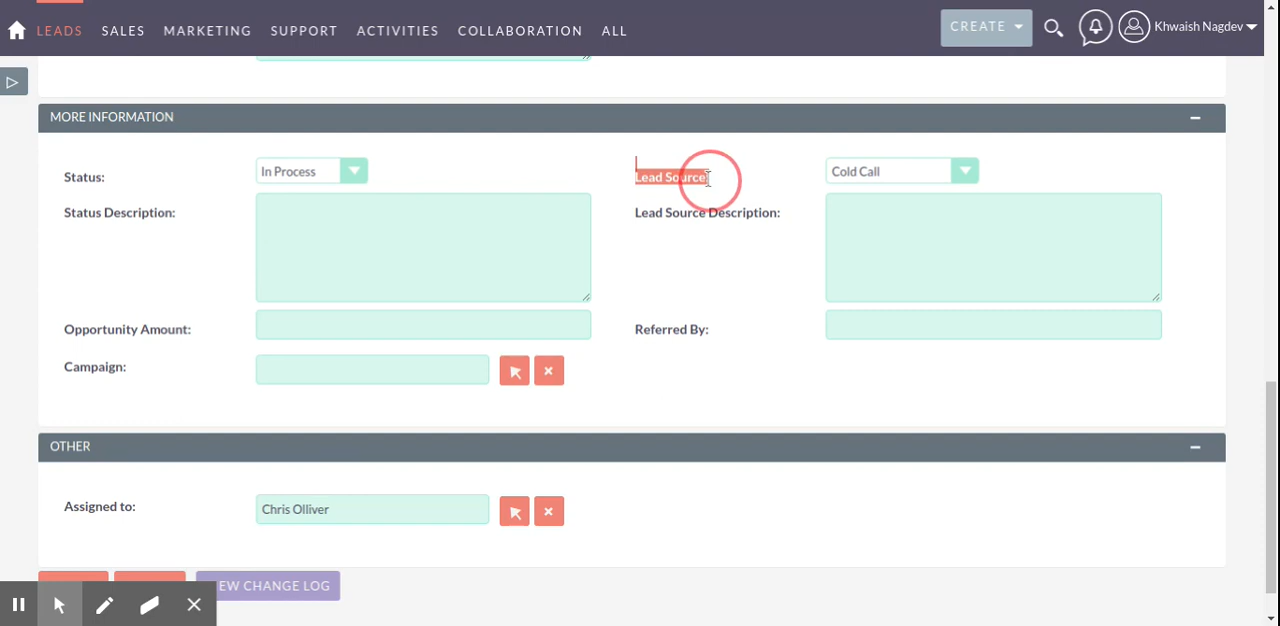 LEADS SALES MARKETING SUPPORT ACTIVITIES COLLABORATION ALL CREATE Khwaish Nagdev
MORE INFORMATION
Status: In Process Lead Source: Cold Call
Status Description: Lead Source Description:
Opportunity Amount: Referred By:
Campaign:
OTHER
Assigned to: Chris Olliver
EW CHANGE LOG